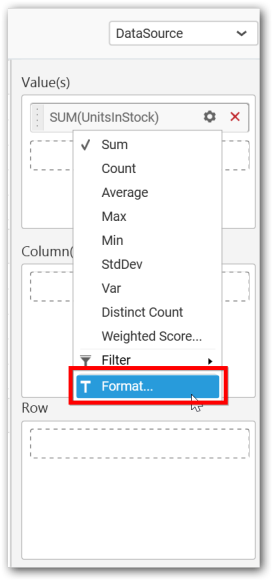 DataSource
Value(s)
SUM(UnitsInStock)
Sum
Count
Average
Max
Min
StdDev
Var
Distinct Count
Weighted Score...
Column(
Filter
Format...
Row